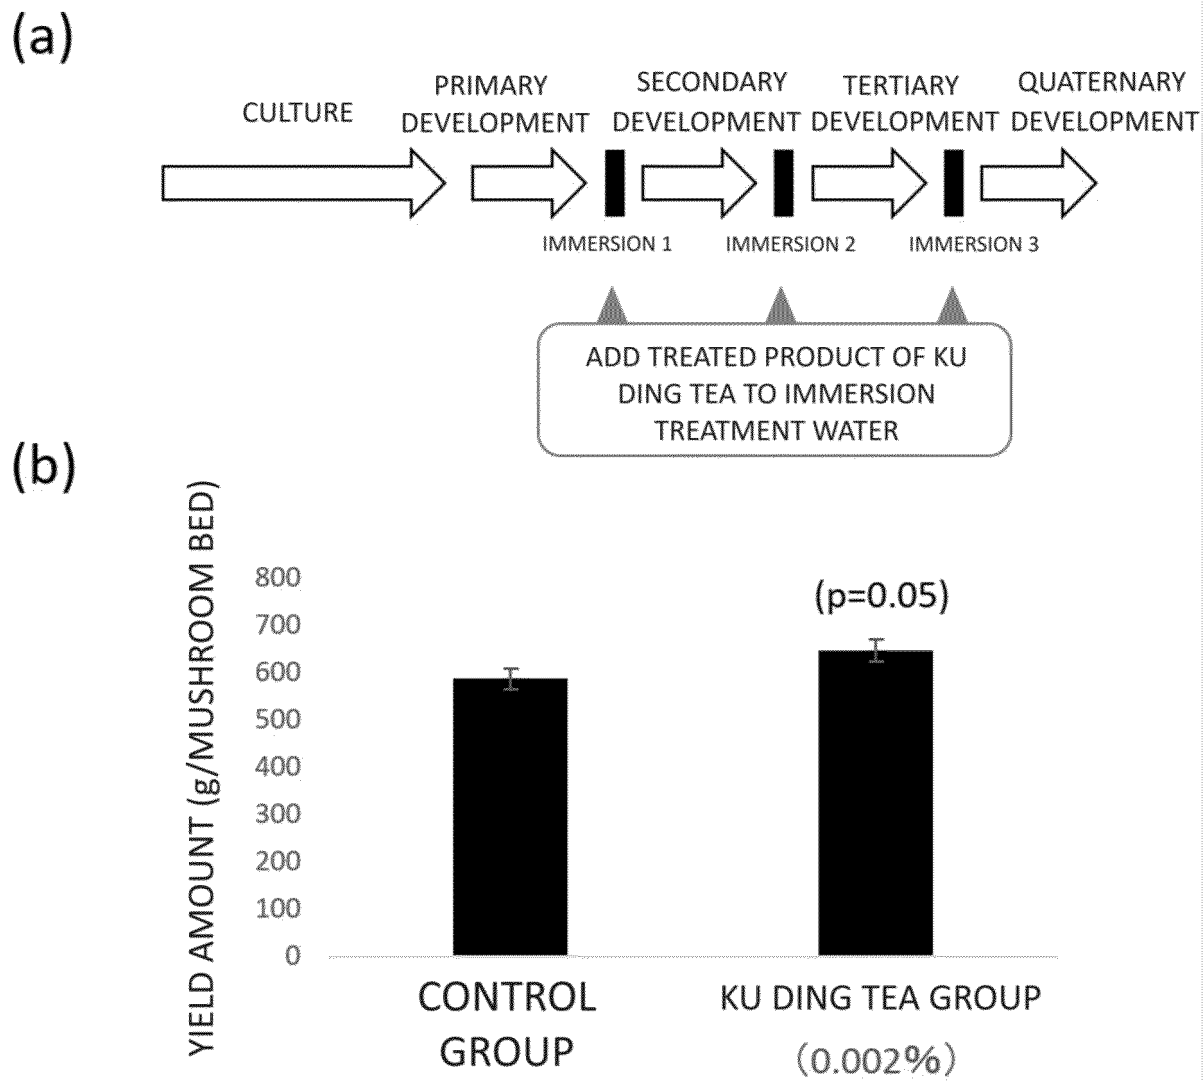 (a)
CULTURE
PRIMARY
DEVELOPMENT
SECONDARY
DEVELOPMENT
TERTIARY
DEVELOPMENT
QUATERNARY
DEVELOPMENT
IMMERSION 1
IMMERSION 2
IMMERSION 3
ADD TREATED PRODUCT OF KU
DING TEA TO IMMERSION
TREATMENT WATER
(b)
YIELD AMOUNT (g/MUSHROOM BED)
800
700
600
500
400
300
200
100
0
(p=0.05)
CONTROL
GROUP
KU DING TEA GROUP
(0.002%)